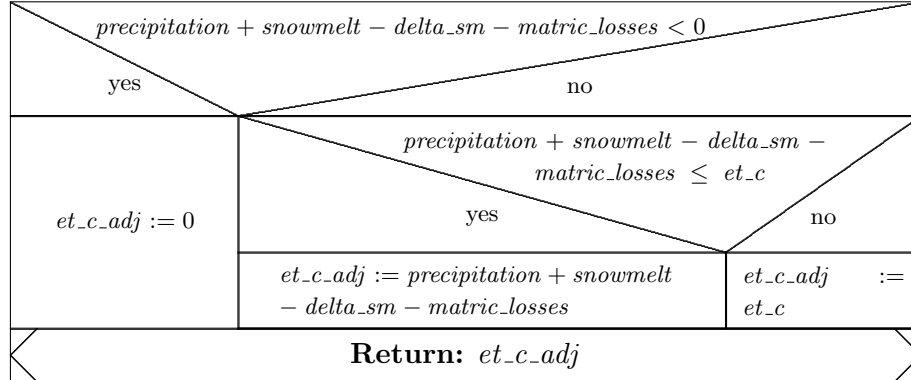 precipitation + snowmelt − delta_sm − matric_losses < 0
yes
no
precipitation + snowmelt − delta_sm −
matric_losses ≤ et_c
et_c_adj := 0
yes
no
et_c_adj := precipitation + snowmelt
− delta_sm − matric_losses
et_c_adj :=
et_c
Return: et_c_adj